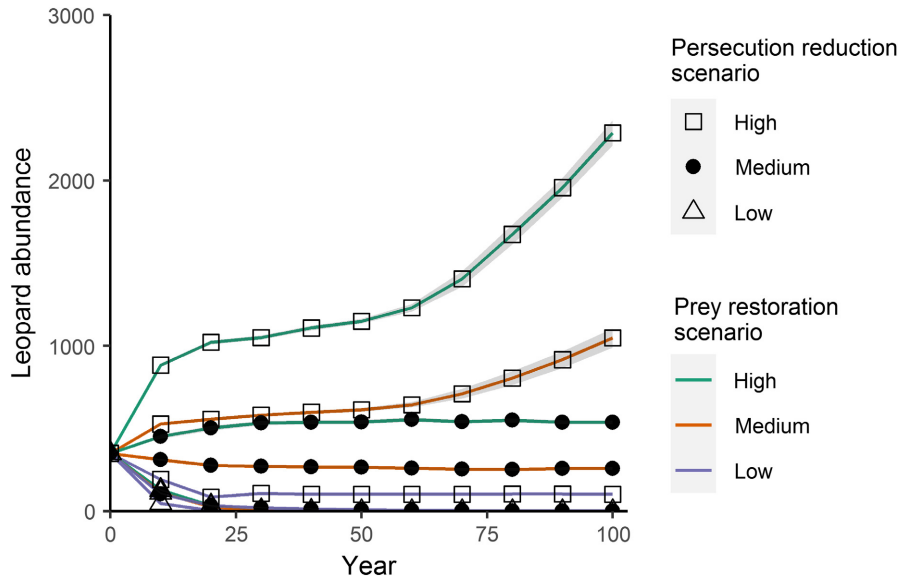 3000
2000
1000
0
Leopard abundance
0
25
50
75
100
Year
Persecution reduction
scenario
High
Medium
Low
Prey restoration
scenario
High
Medium
Low